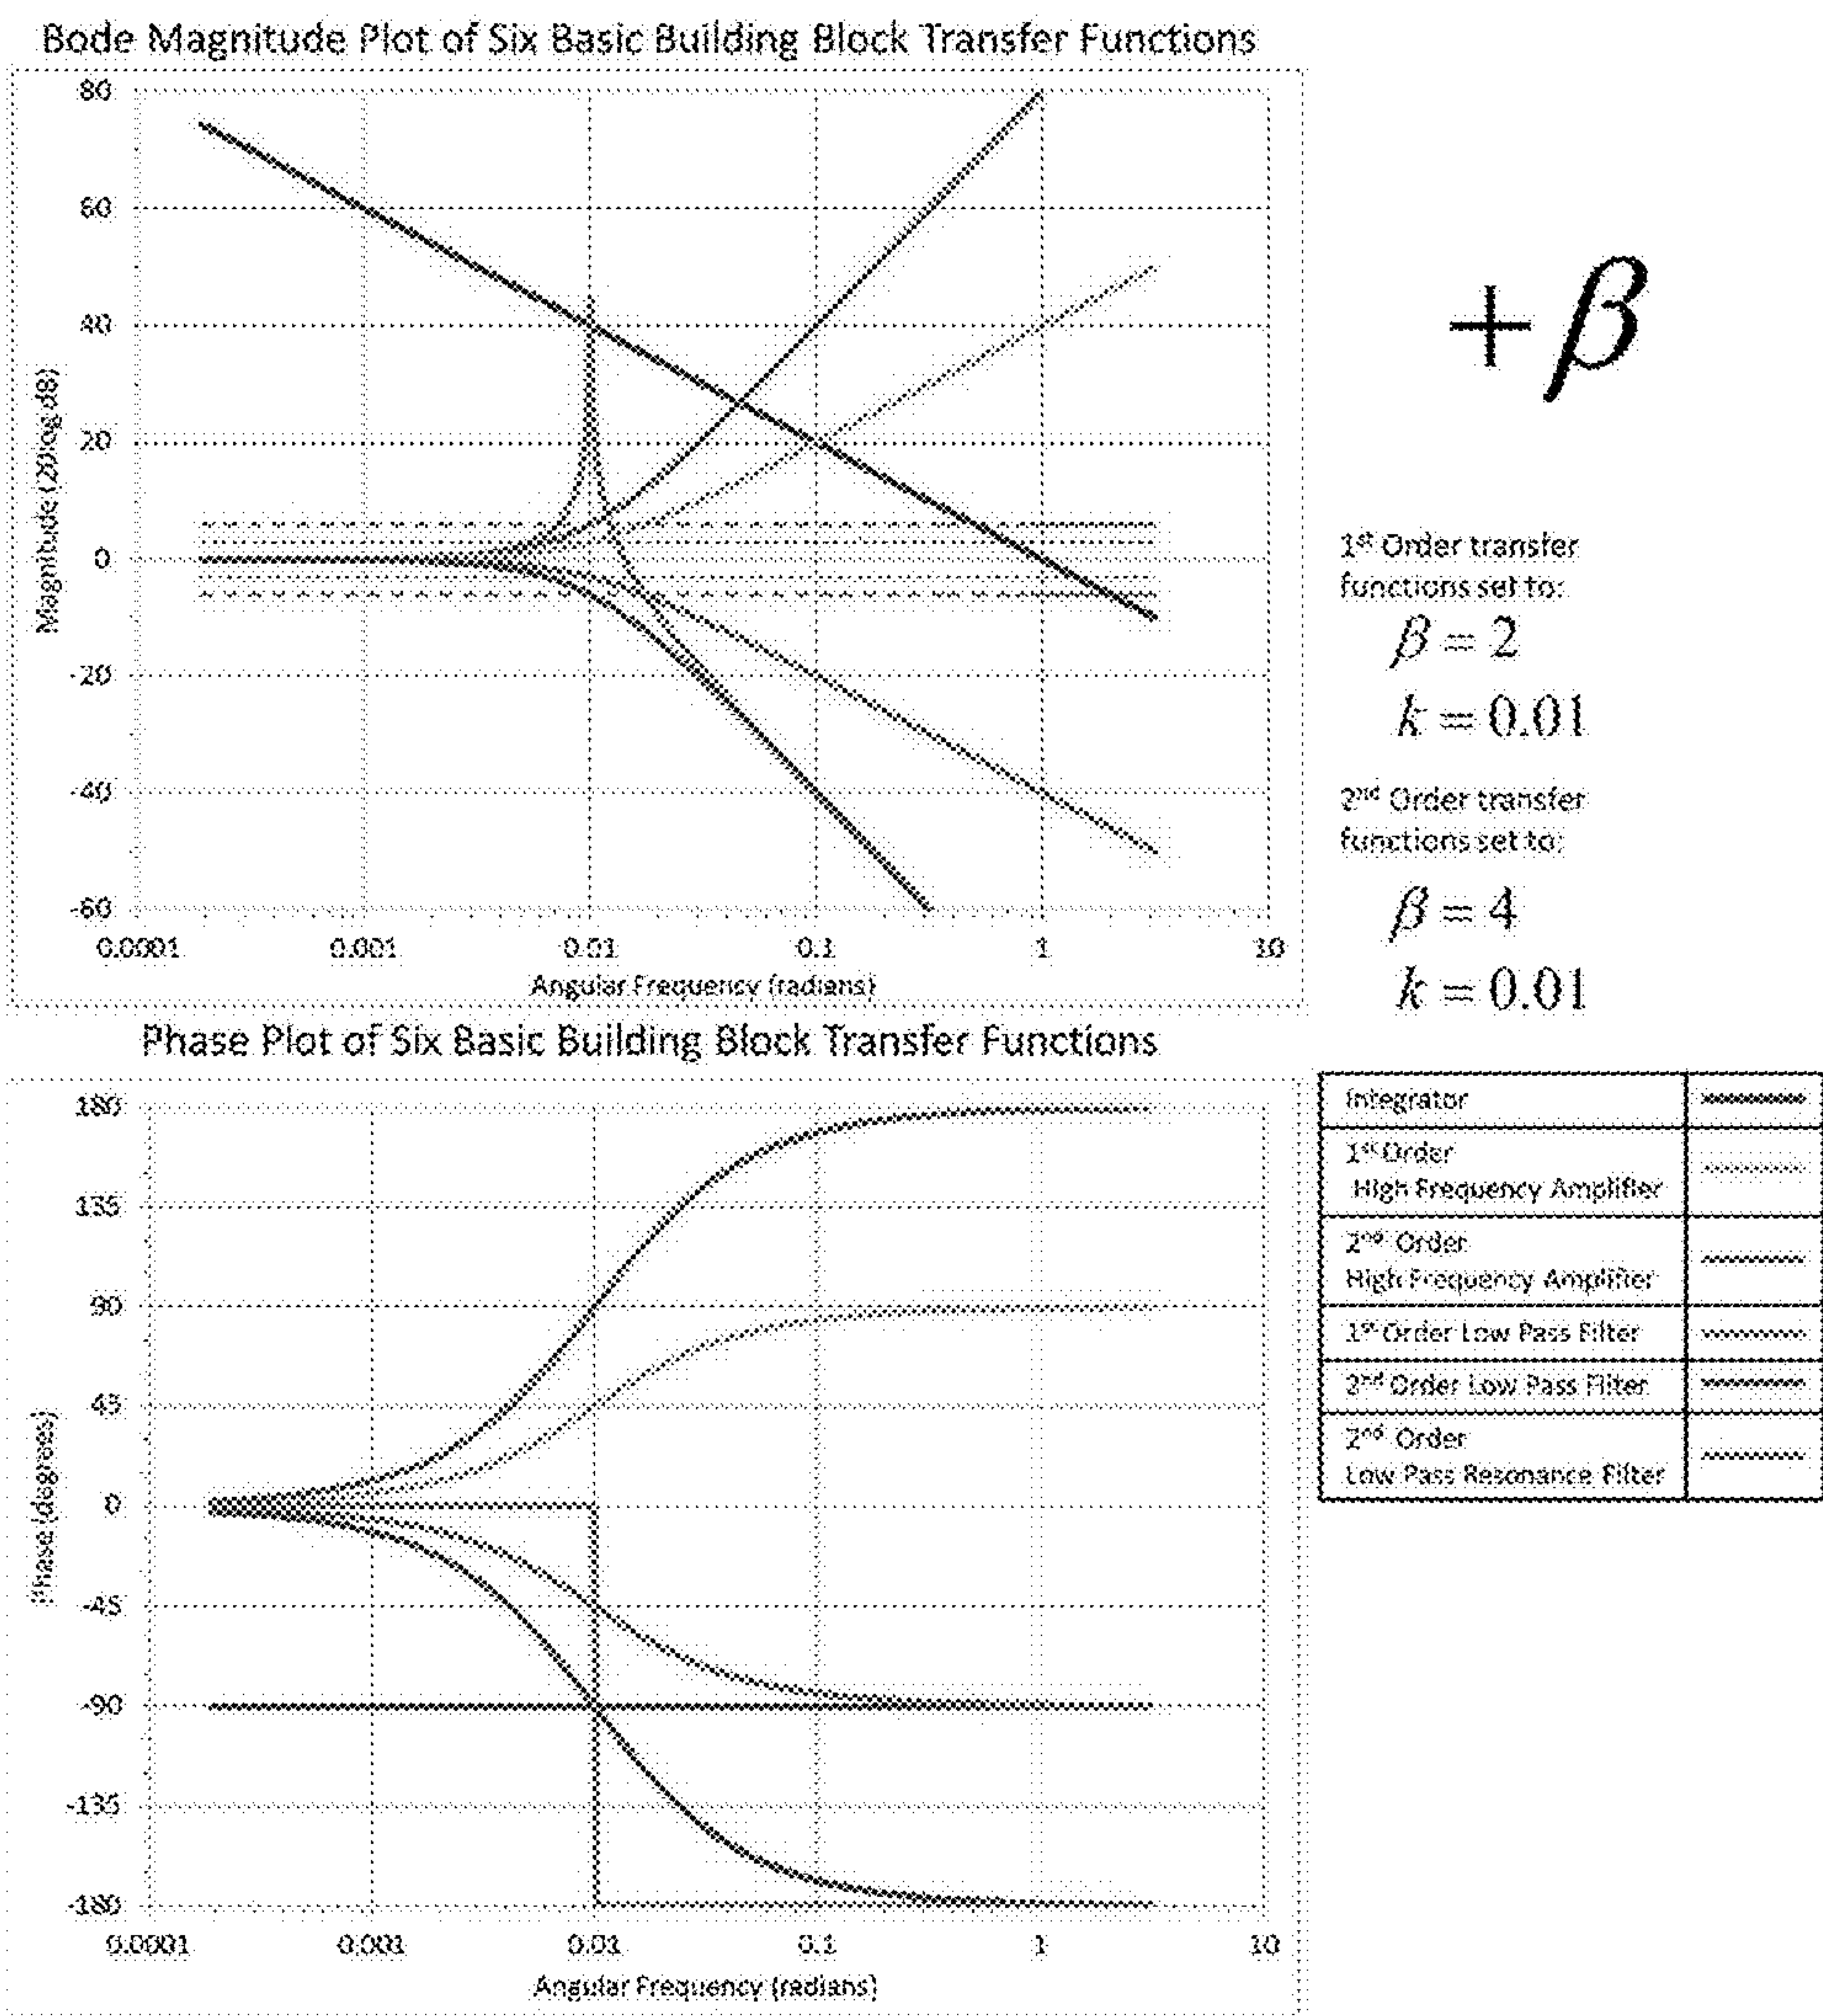 Bode Magnitude Plot of Six Basic Building Block Transfer Functions
80
60
40
20
0
-20
-40
-60
Magnitude (20log dB)
0.0001 0.001 0.01 0.1 1 10
Angular Frequency (radians)
+β
1st Order transfer
functions set to:
β = 2
k = 0.01
2nd Order transfer
functions set to:
β = 4
k = 0.01
Phase Plot of Six Basic Building Block Transfer Functions
180
135
90
45
0
-45
-90
-135
-180
Phase (degrees)
0.0001 0.001 0.01 0.1 1 10
Angular Frequency (radians)
Integrator
1st Order
High Frequency Amplifier
2nd Order
High Frequency Amplifier
1st Order Low Pass Filter
2nd Order Low Pass Filter
2nd Order
Low Pass Resonance Filter